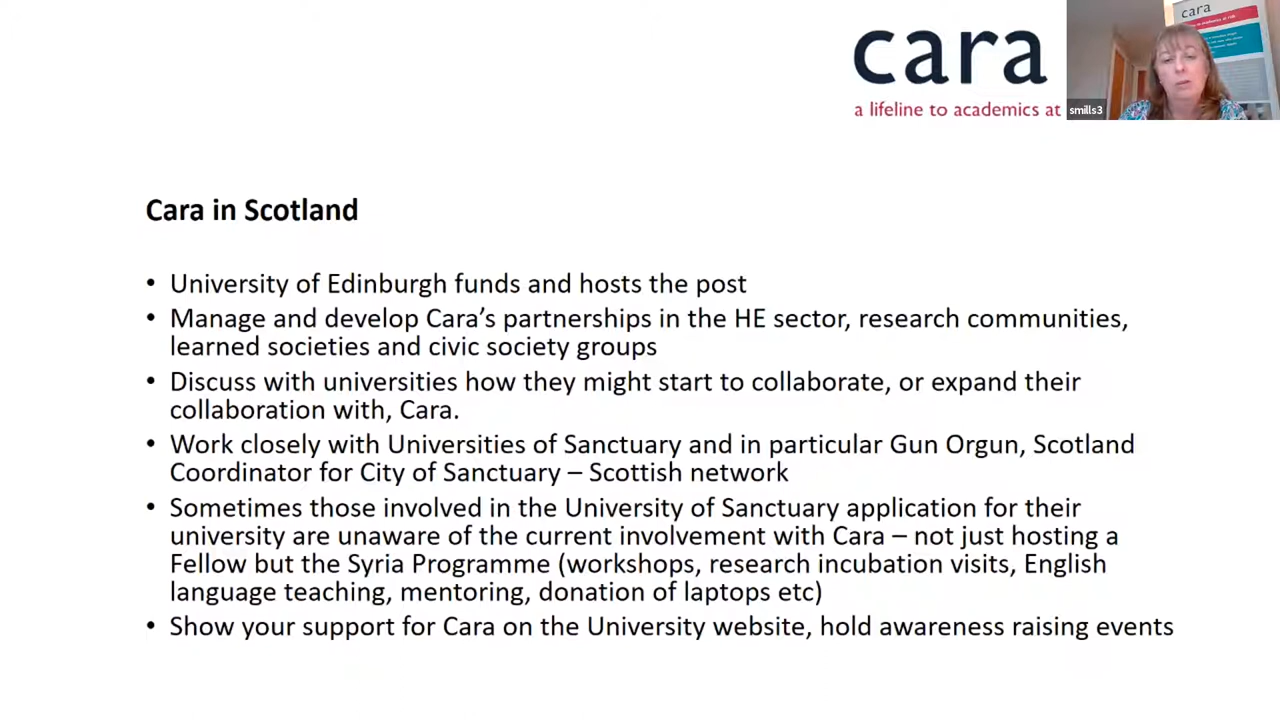 cara
a lifeline to academics at
cara
smills3
Cara in Scotland
• University of Edinburgh funds and hosts the post
• Manage and develop Cara’s partnerships in the HE sector, research communities,
learned societies and civic society groups
• Discuss with universities how they might start to collaborate, or expand their
collaboration with, Cara.
• Work closely with Universities of Sanctuary and in particular Gun Orgun, Scotland
Coordinator for City of Sanctuary – Scottish network
• Sometimes those involved in the University of Sanctuary application for their
university are unaware of the current involvement with Cara – not just hosting a
Fellow but the Syria Programme (workshops, research incubation visits, English
language teaching, mentoring, donation of laptops etc)
• Show your support for Cara on the University website, hold awareness raising events